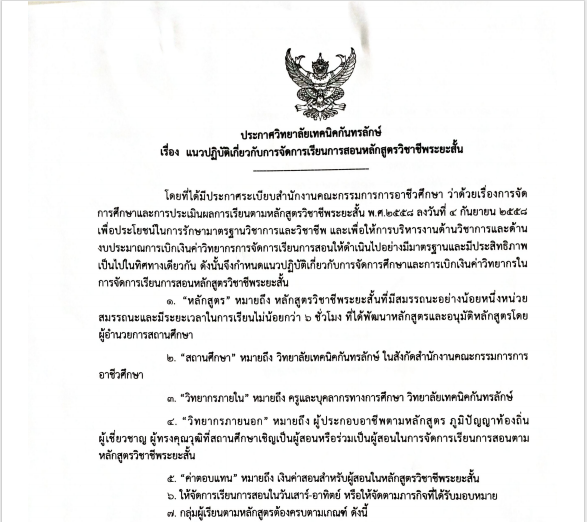 ประกาศวิทยาลัยเทคนิคกันทรลักษ์
เรื่อง แนวปฏิบัติเกี่ยวกับการจัดการเรียนการสอนหลักสูตรวิชาชีพระยะสั้น
โดยที่ได้มีประกาศระเบียบสำนักงานคณะกรรมการการอาชีวศึกษา ว่าด้วยเรื่องการจัด
การศึกษาและการประเมินผลการเรียนตามหลักสูตรวิชาชีพระยะสั้น พ.ศ.๒๕๕๘ ลงวันที่ ๔ กันยายน ๒๕๕๘
เพื่อประโยชน์ในการรักษามาตรฐานวิชาการและวิชาชีพ และเพื่อให้การบริหารงานด้านวิชาการและด้าน
งบประมาณการเบิกเงินค่าวิทยากรการจัดการเรียนการสอนให้ดำเนินไปอย่างมีมาตรฐานและมีประสิทธิภาพ
เป็นไปในทิศทางเดียวกัน ดังนั้นจึงกำหนดแนวปฏิบัติเกี่ยวกับการจัดการศึกษาและการเบิกเงินค่าวิทยากรใน
การจัดการเรียนการสอนหลักสูตรวิชาชีพระยะสั้น
๑. "หลักสูตร" หมายถึง หลักสูตรวิชาชีพระยะสั้นที่มีสมรรถนะอย่างน้อยหนึ่งหน่วย
สมรรถนะและมีระยะเวลาในการเรียนไม่น้อยกว่า ๖ ชั่วโมง ที่ได้พัฒนาหลักสูตรและอนุมัติหลักสูตรโดย
ผู้อำนวยการสถานศึกษา
๒. "สถานศึกษา" หมายถึง วิทยาลัยเทคนิคกันทรลักษ์ ในสังกัดสำนักงานคณะกรรมการการ
อาชีวศึกษา
๓. "วิทยากรภายใน" หมายถึง ครูและบุคลากรทางการศึกษา วิทยาลัยเทคนิคกันทรลักษ์
๔. "วิทยากรภายนอก" หมายถึง ผู้ประกอบอาชีพตามหลักสูตร ภูมิปัญญาท้องถิ่น
ผู้เชี่ยวชาญ ผู้ทรงคุณวุฒิที่สถานศึกษาเชิญเป็นผู้สอนหรือร่วมเป็นผู้สอนในการจัดการเรียนการสอนตาม
หลักสูตรวิชาชีพระยะสั้น
๕. "ค่าตอบแทน" หมายถึง เงินค่าสอนสำหรับผู้สอนในหลักสูตรวิชาชีพระยะสั้น
๖. ให้จัดการเรียนการสอนในวันเสาร์-อาทิตย์ หรือให้จัดตามภารกิจที่ได้รับมอบหมาย
๗. กลุ่มผู้เรียนตามหลักสูตรต้องครบตามเกณฑ์ ดังนี้